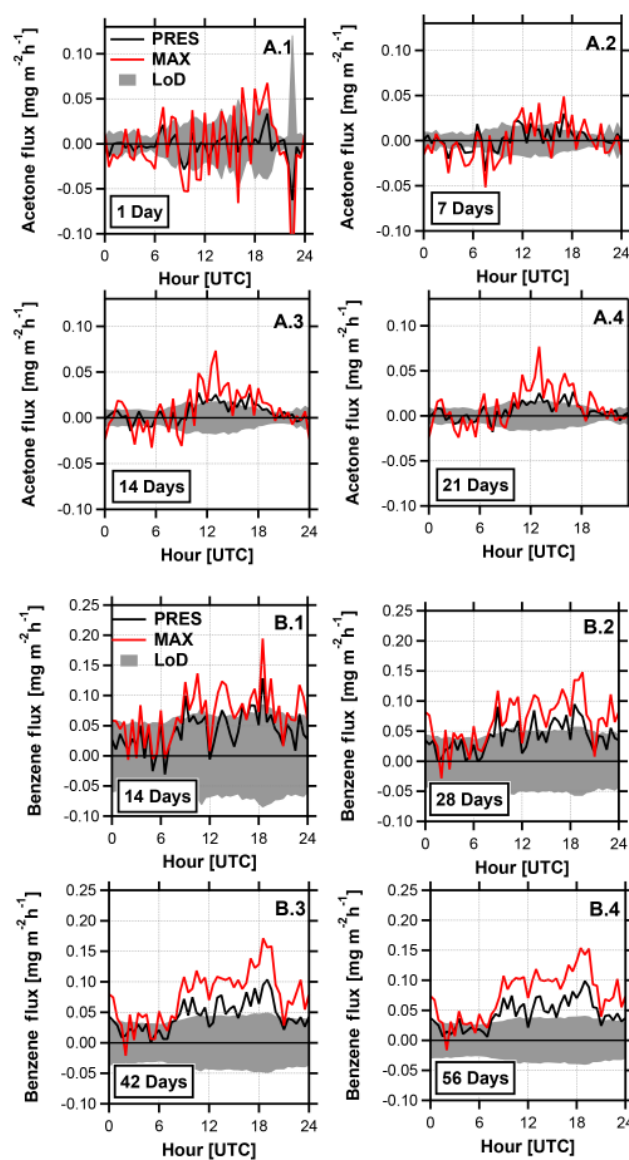 A.1
PRES
MAX
LoD
0.10
0.05
0.00
-0.05
-0.10
Acetone flux [mg m⁻²h⁻¹]
1 Day
0 6 12 18 24
Hour [UTC]
A.2
0.10
0.05
0.00
-0.05
-0.10
Acetone flux [mg m⁻²h⁻¹]
7 Days
0 6 12 18 24
Hour [UTC]
A.3
0.10
0.05
0.00
-0.05
-0.10
Acetone flux [mg m⁻²h⁻¹]
14 Days
0 6 12 18 24
Hour [UTC]
A.4
0.10
0.05
0.00
-0.05
-0.10
Acetone flux [mg m⁻²h⁻¹]
21 Days
0 6 12 18 24
Hour [UTC]
B.1
PRES
MAX
LoD
0.25
0.20
0.15
0.10
0.05
0.00
-0.05
-0.10
Benzene flux [mg m⁻²h⁻¹]
14 Days
0 6 12 18 24
Hour [UTC]
B.2
0.25
0.20
0.15
0.10
0.05
0.00
-0.05
-0.10
Benzene flux [mg m⁻²h⁻¹]
28 Days
0 6 12 18 24
Hour [UTC]
B.3
0.25
0.20
0.15
0.10
0.05
0.00
-0.05
-0.10
Benzene flux [mg m⁻²h⁻¹]
42 Days
0 6 12 18 24
Hour [UTC]
B.4
0.25
0.20
0.15
0.10
0.05
0.00
-0.05
-0.10
Benzene flux [mg m⁻²h⁻¹]
56 Days
0 6 12 18 24
Hour [UTC]